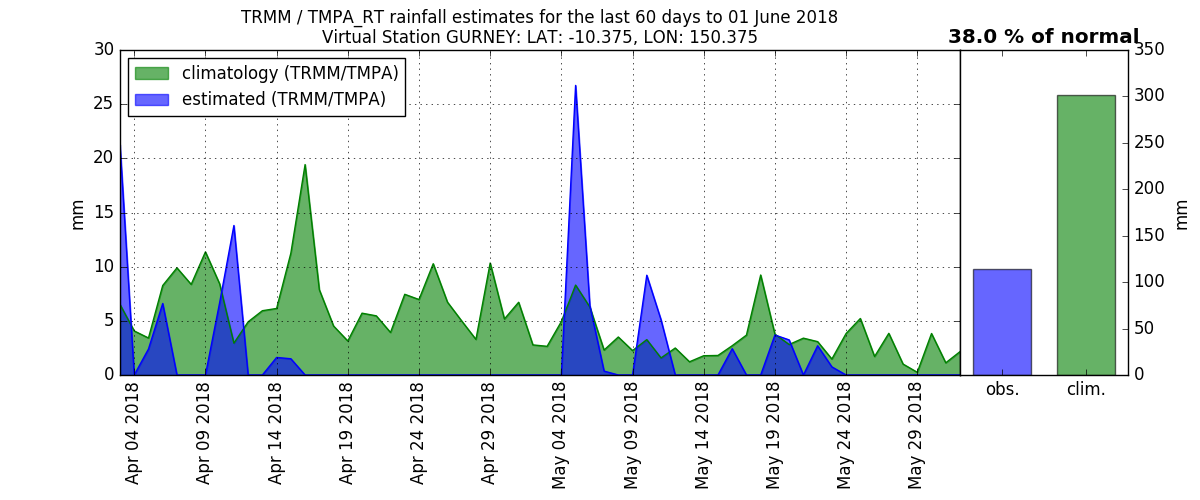 TRMM / TMPA_RT rainfall estimates for the last 60 days to 01 June 2018
Virtual Station GURNEY: LAT: -10.375, LON: 150.375
38.0 % of normal
climatology (TRMM/TMPA)
estimated (TRMM/TMPA)
30
25
20
15
10
5
0
mm
Apr 04 2018
Apr 09 2018
Apr 14 2018
Apr 19 2018
Apr 24 2018
Apr 29 2018
May 04 2018
May 09 2018
May 14 2018
May 19 2018
May 24 2018
May 29 2018
350
300
250
200
150
100
50
0
mm
obs.
clim.